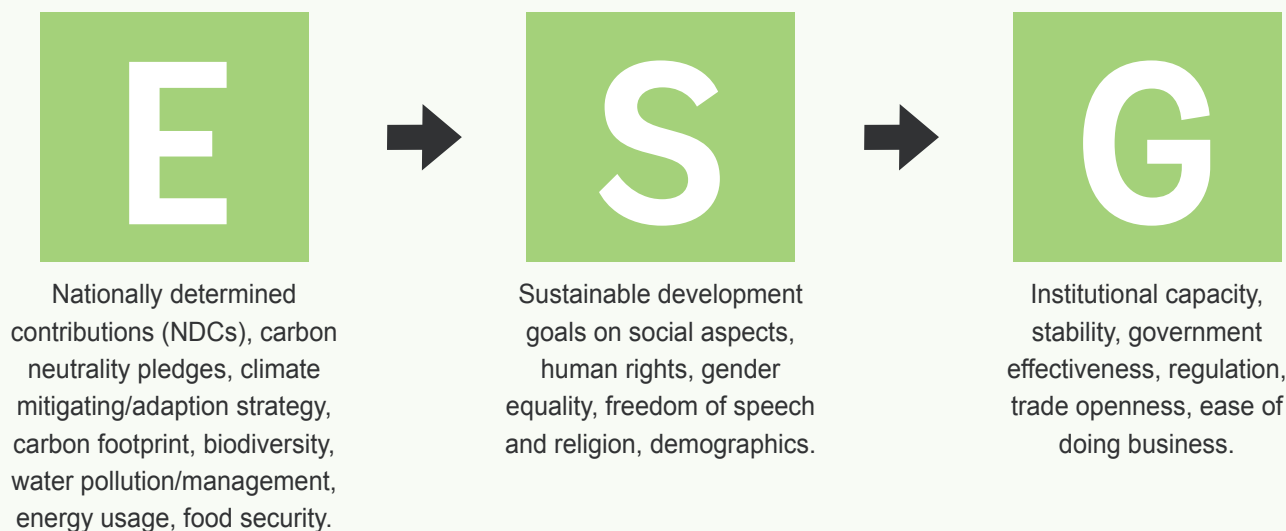 E
Nationally determined
contributions (NDCs), carbon
neutrality pledges, climate
mitigating/adaption strategy,
carbon footprint, biodiversity,
water pollution/management,
energy usage, food security.
S
Sustainable development
goals on social aspects,
human rights, gender
equality, freedom of speech
and religion, demographics.
G
Institutional capacity,
stability, government
effectiveness, regulation,
trade openness, ease of
doing business.